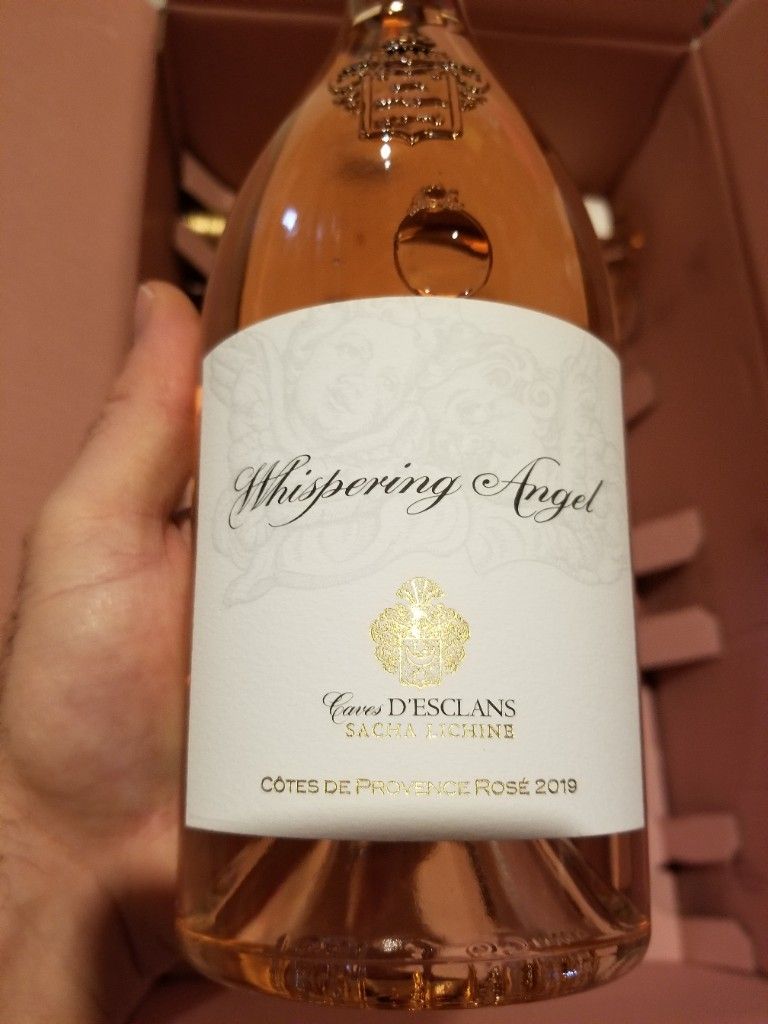 Whispering Angel
Caves D'ESCLANS
SACHA LICHINE
CÔTES DE PROVENCE ROSÉ 2019